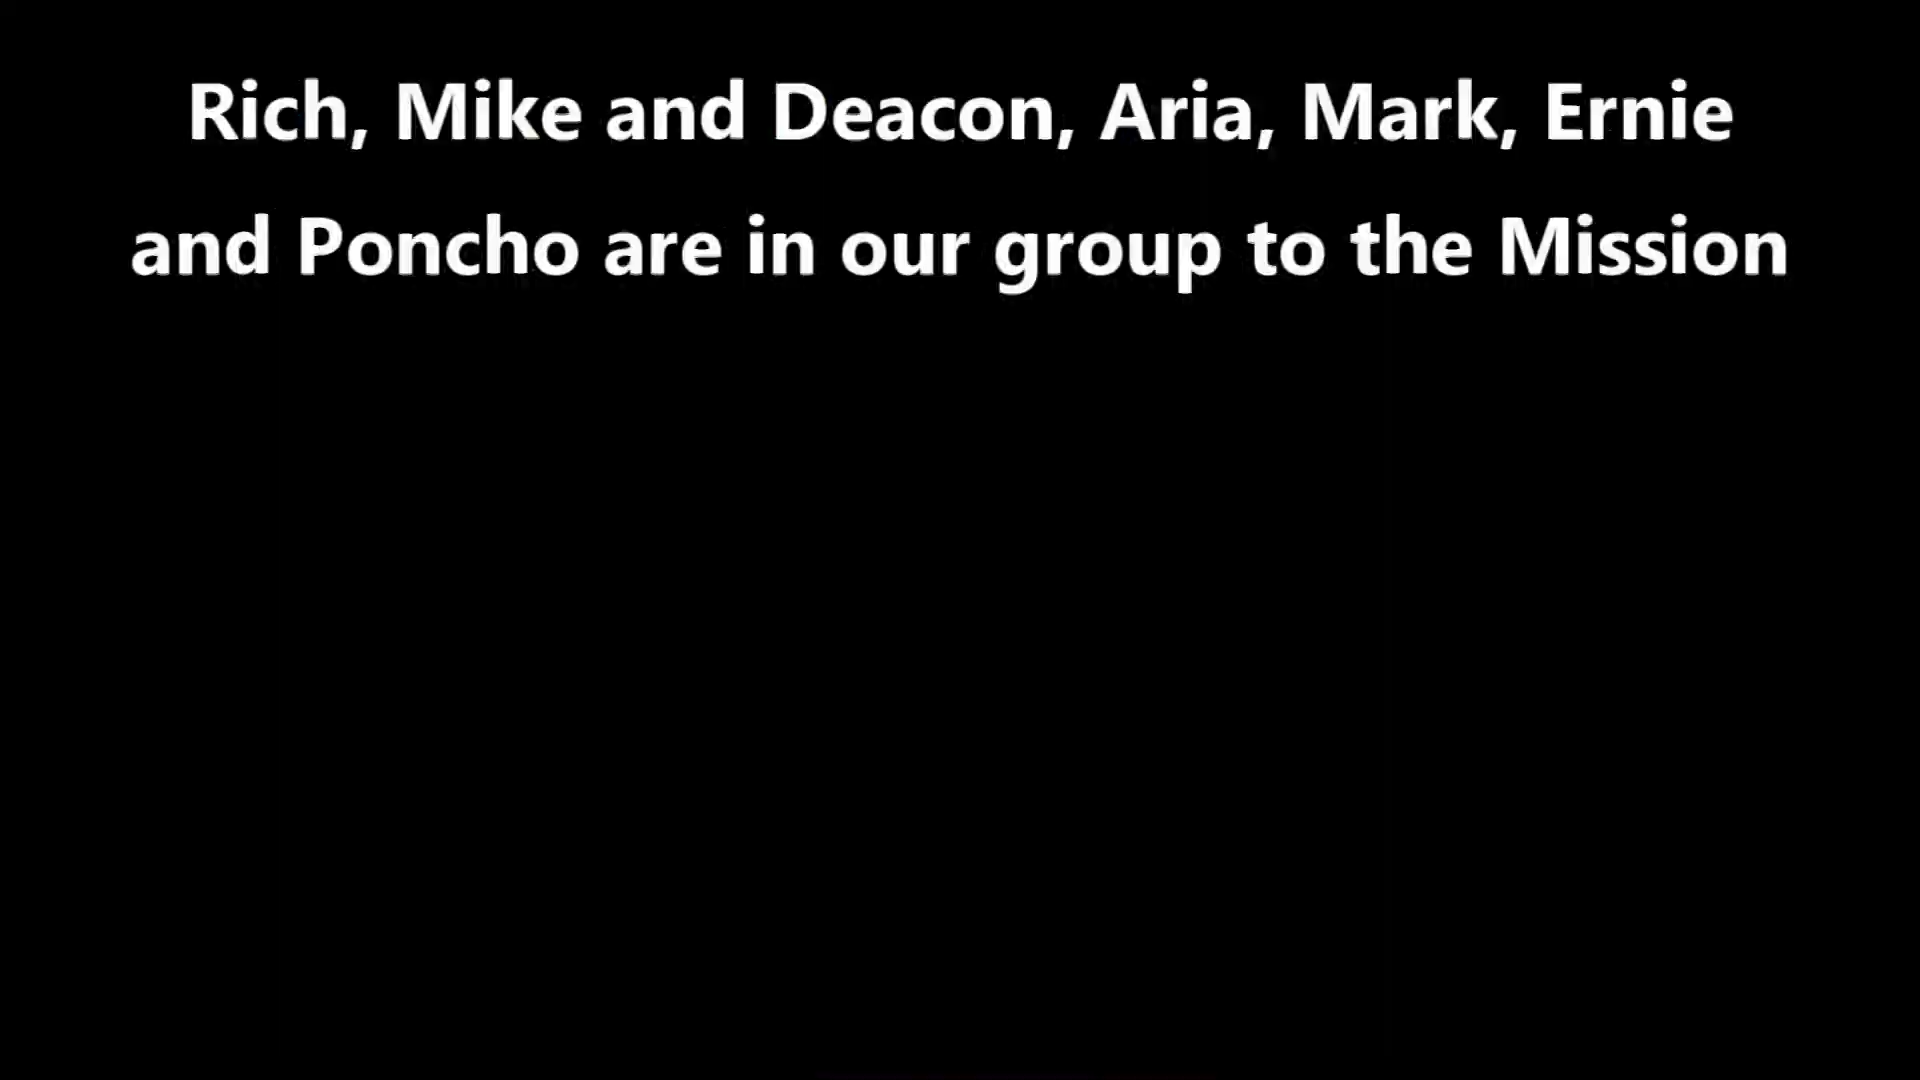 Rich, Mike and Deacon, Aria, Mark, Ernie
and Poncho are in our group to the Mission